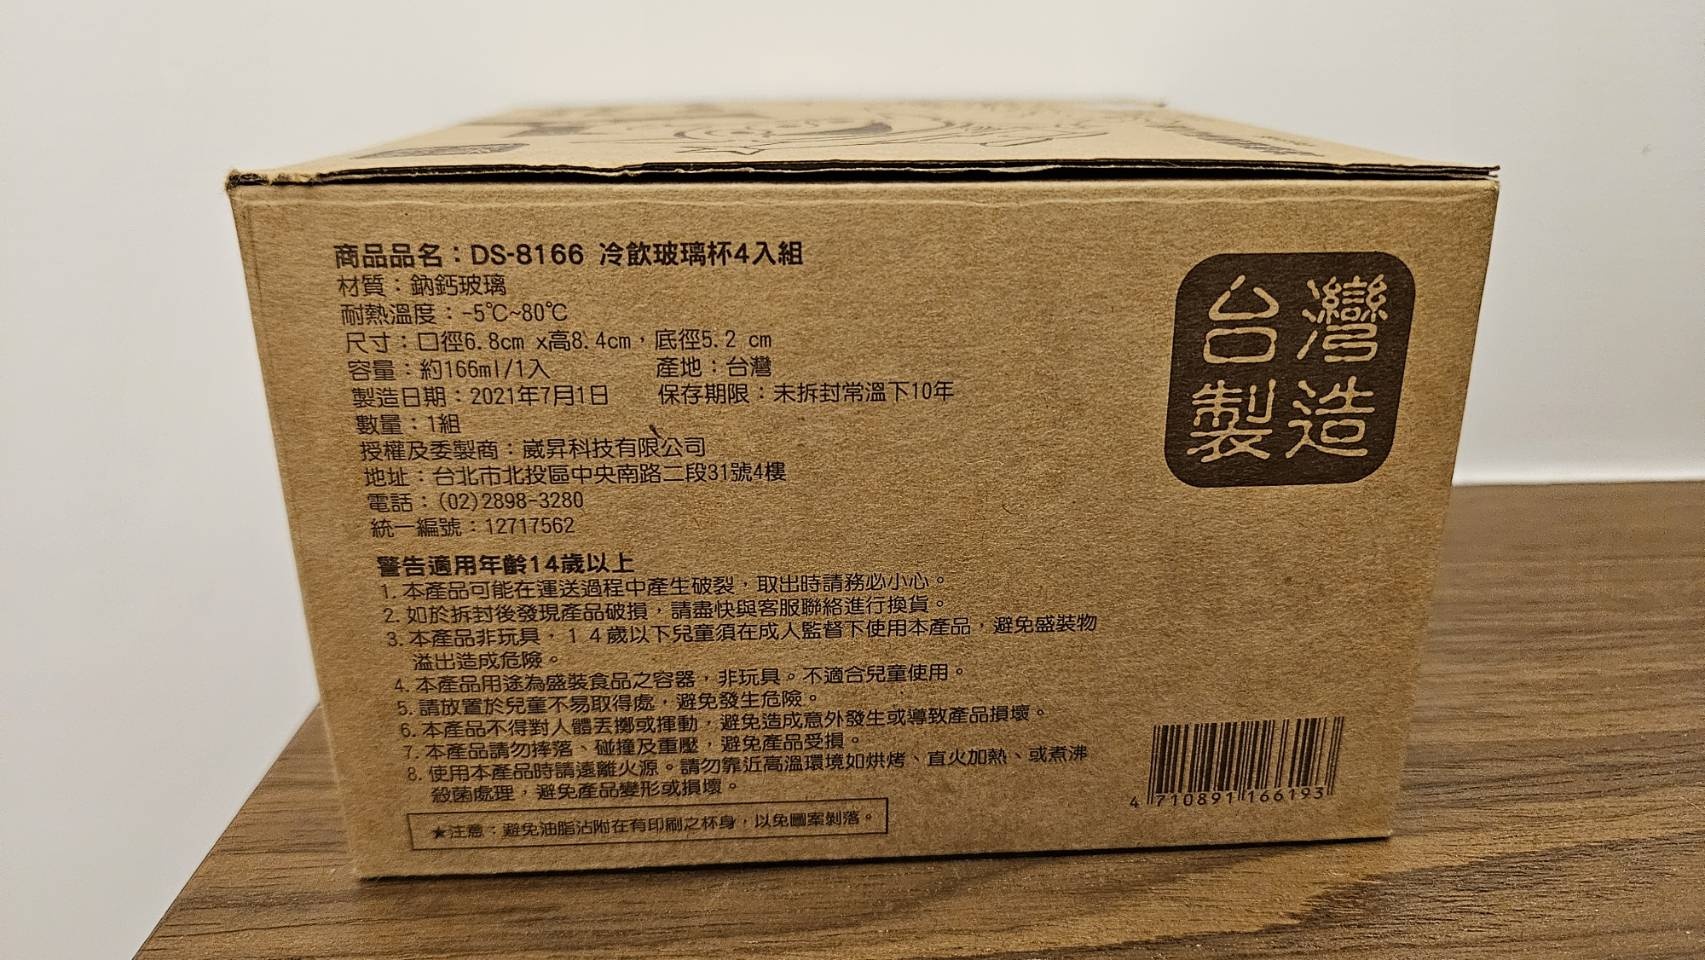 商品品名：DS-8166 冷飲玻璃杯4入組
材質：鈉鈣玻璃
耐熱溫度：-5℃~80℃
尺寸：口徑6.8cm x高8.4cm，底徑5.2 cm
容量：約166ml/1入 產地：台灣
製造日期：2021年7月1日 保存期限：未拆封常溫下10年
數量：1組
授權及委製商：崴昇科技有限公司
地址：台北市北投區中央南路二段31號4樓
電話：(02)2898-3280
統一編號：12717562
警告適用年齡14歲以上
1. 本產品可能在運送過程中產生破裂，取出時請務必小心。
2. 如於拆封後發現產品破損，請盡快與客服聯絡進行換貨。
3. 本產品非玩具，14歲以下兒童須在成人監督下使用本產品，避免盛裝物
溢出造成危險。
4. 本產品用途為盛裝食品之容器，非玩具。不適合兒童使用。
5. 請放置於兒童不易取得處，避免發生危險。
6. 本產品不得對人體丟擲或揮動，避免造成意外發生或導致產品損壞。
7. 本產品請勿摔落、碰撞及重壓，避免產品受損。
8. 使用本產品時請遠離火源。請勿靠近高溫環境如烘烤、直火加熱、或煮沸
殺菌處理，避免產品變形或損壞。
★注意：避免油脂沾附在有印刷之杯身，以免圖案剝落。
台灣
製造
4 710891 166193